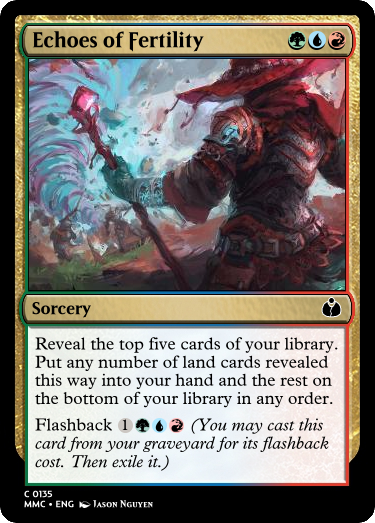 Echoes of Fertility
Sorcery
Reveal the top five cards of your library.
Put any number of land cards revealed
this way into your hand and the rest on
the bottom of your library in any order.
Flashback 1 (You may cast this
card from your graveyard for its flashback
cost. Then exile it.)
C 0135
MMC • ENG Jason Nguyen